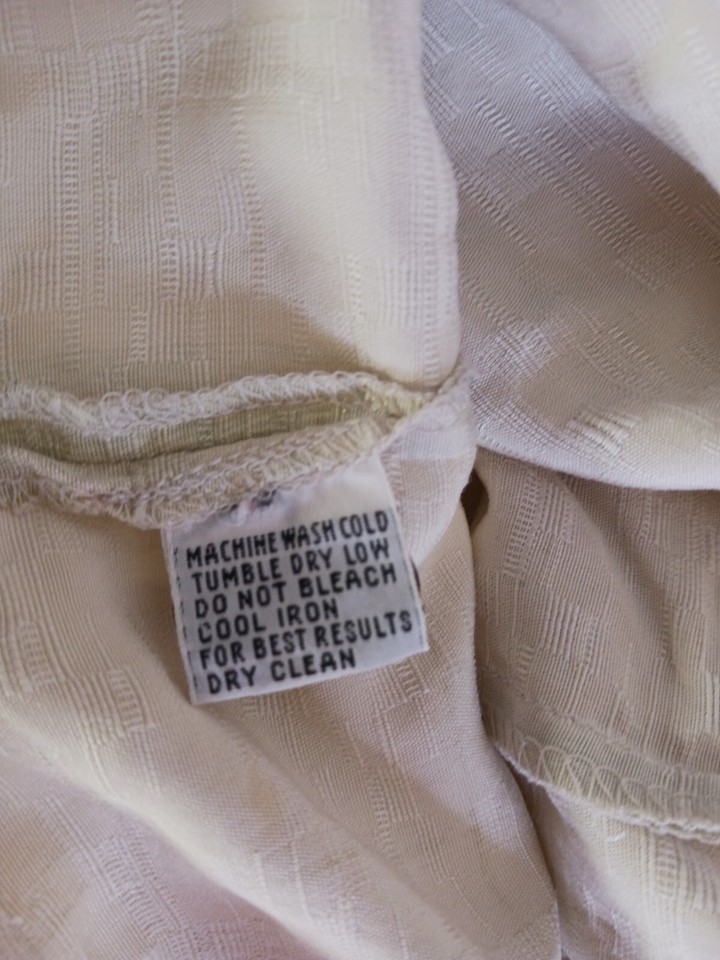 MACHINE WASH COLD
TUMBLE DRY LOW
DO NOT BLEACH
COOL IRON
FOR BEST RESULTS
DRY CLEAN